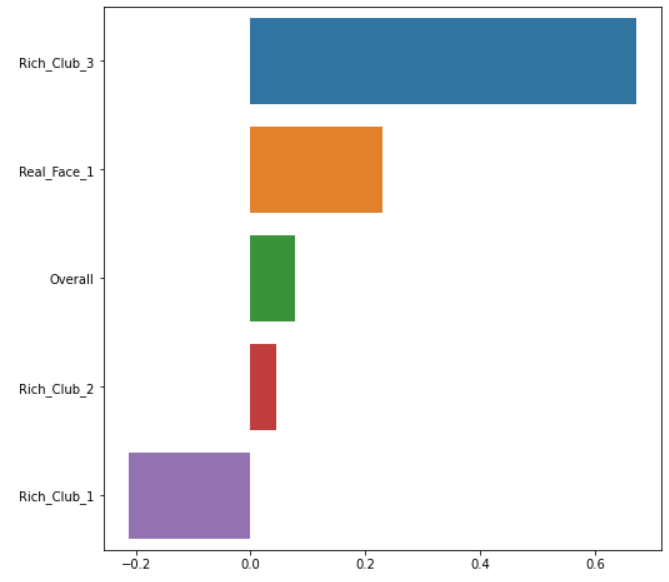 Rich_Club_3
Real_Face_1
Overall
Rich_Club_2
Rich_Club_1
−0.2 0.0 0.2 0.4 0.6